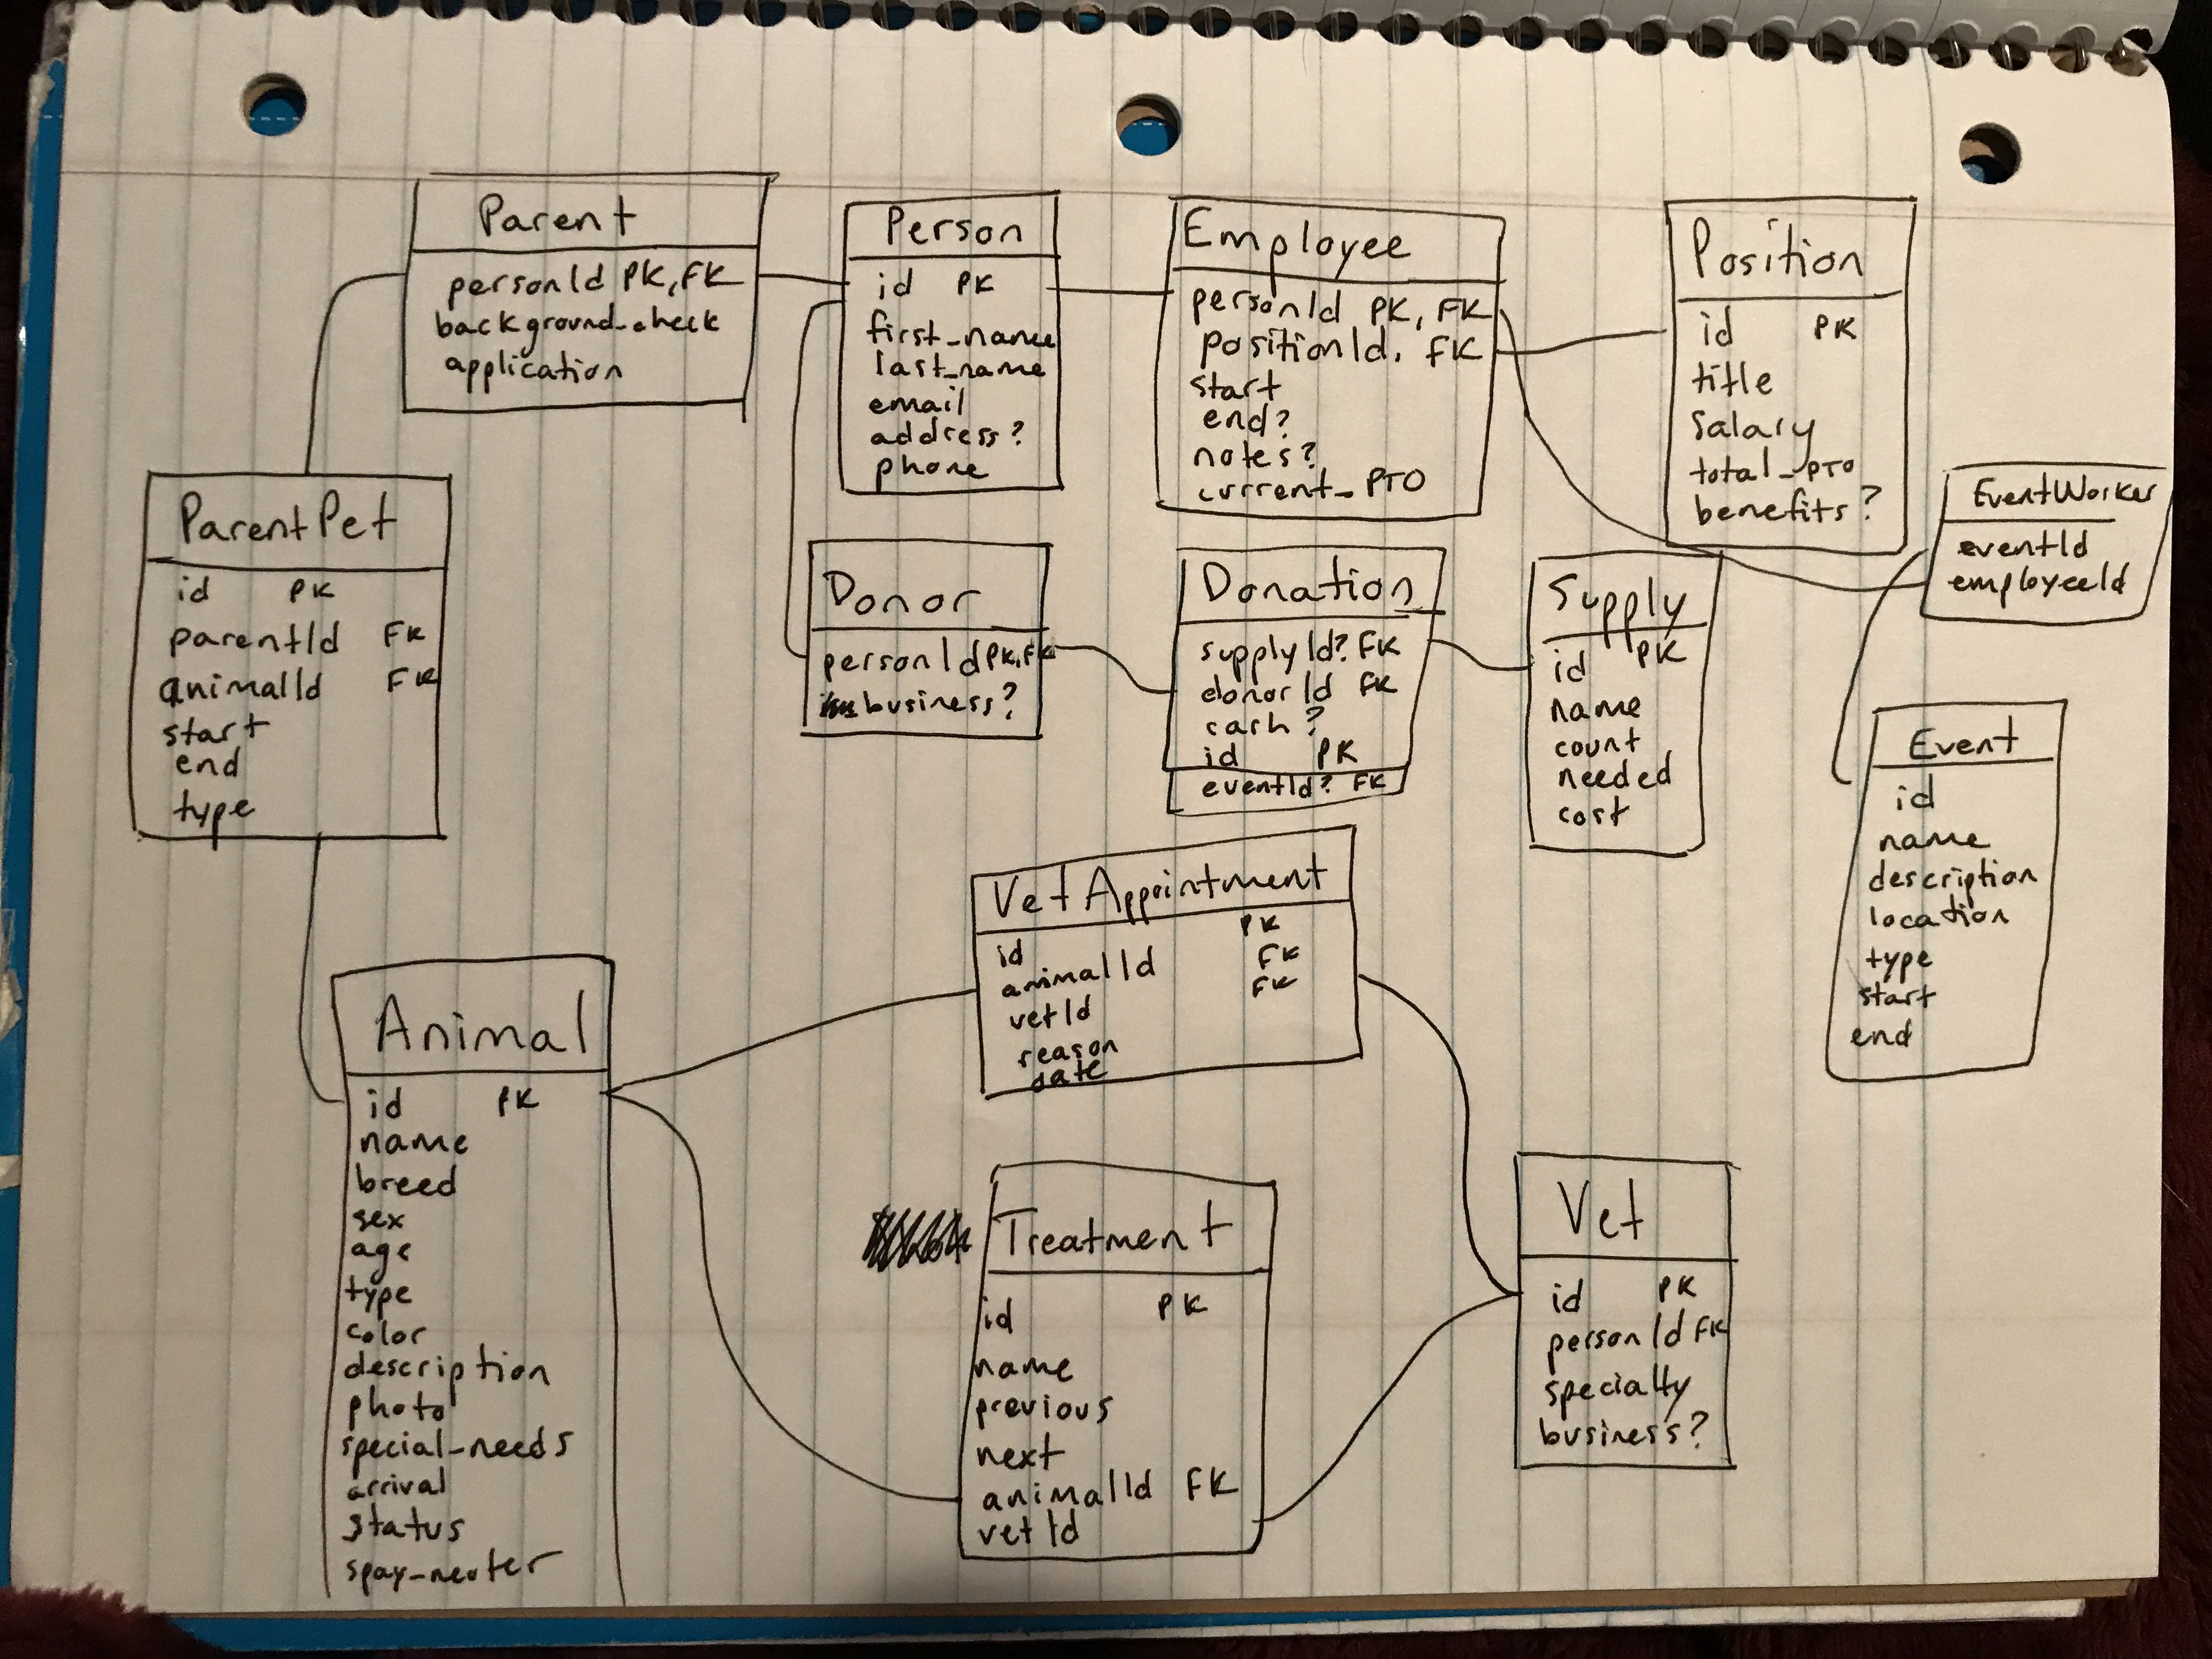 Parent
personId PK, FK
background_check
application
Person
id PK
first_name
last_name
email
address?
phone
Employee
personId PK, FK
positionId. FK
start
end?
notes?
current_PTO
Position
id PK
title
salary
total_PTO
benefits?
EventWorker
eventId
employeeId
ParentPet
id PK
parentId FK
animalId FK
start
end
type
Donor
personId PK, FK
business?
Donation
supplyId? FK
donorId FK
cash?
id PK
eventId? FK
Supply
id PK
name
count
needed
cost
Event
id
name
description
location
type
start
end
VetAppointment
id PK
animalId FK
vetId FK
reason
date
Animal
id PK
name
breed
sex
age
type
color
description
photo
special_needs
arrival
status
spay_neuter
Treatment
id PK
name
previous
next
animalId FK
vetId
Vet
id PK
personId FK
specialty
business?